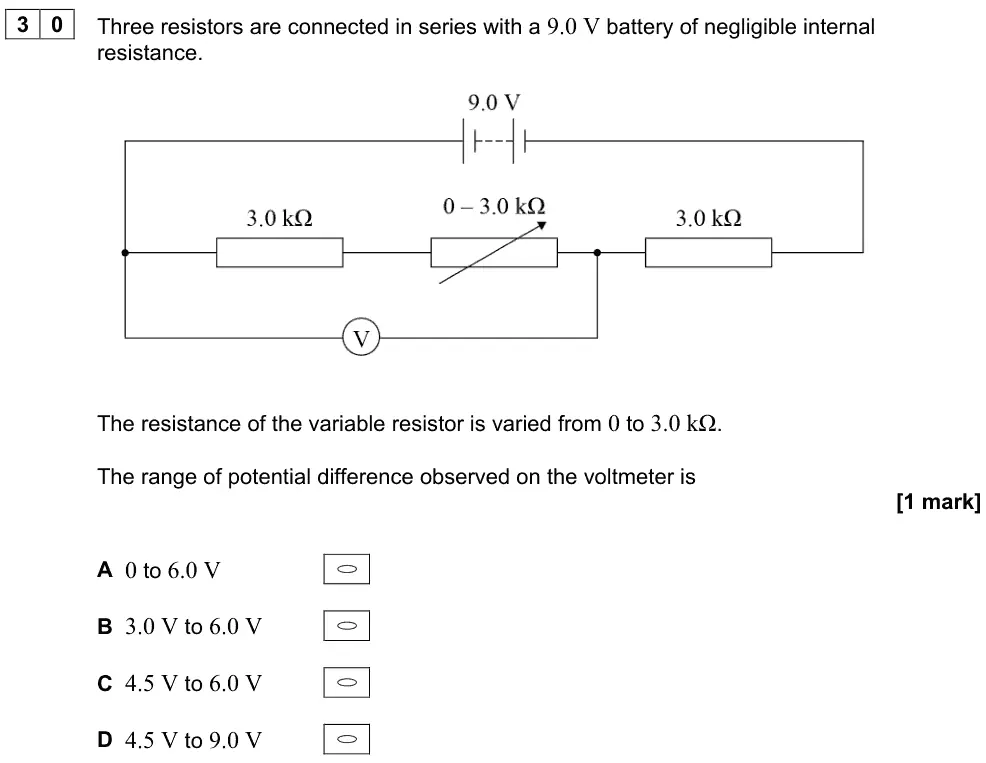 3 0
Three resistors are connected in series with a 9.0 V battery of negligible internal
resistance.
9.0 V
3.0 kΩ
0 – 3.0 kΩ
3.0 kΩ
V
The resistance of the variable resistor is varied from 0 to 3.0 kΩ.
The range of potential difference observed on the voltmeter is
[1 mark]
A 0 to 6.0 V
B 3.0 V to 6.0 V
C 4.5 V to 6.0 V
D 4.5 V to 9.0 V